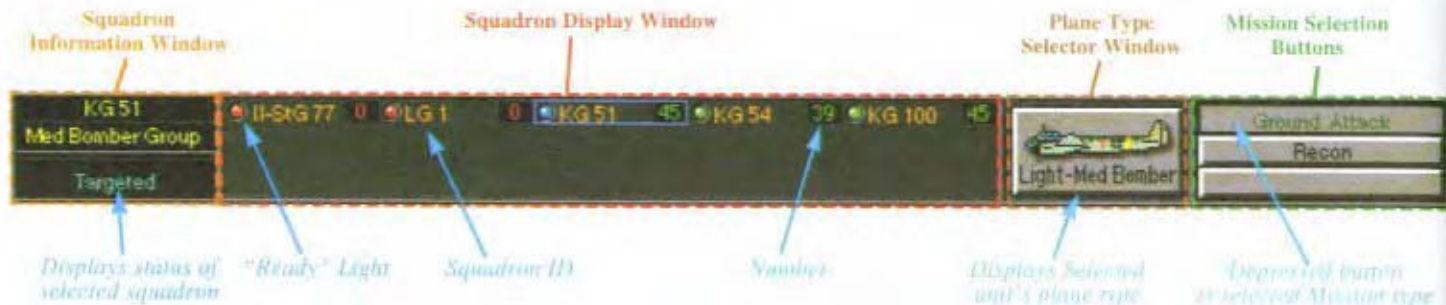 Squadron
Information Window
Squadron Display Window
Plane Type
Selector Window
Mission Selection
Buttons
KG 51
Med Bomber Group
Targeted
II-StG 77 0 LG 1 0 KG 51 45 KG 54 39 KG 100 45
Light-Med Bomber
Ground Attack
Recon
Displays status of
selected squadron
"Ready" Light
Squadron ID
Number
Displays Selected
unit's plane type
Depressed button
is selected Mission type